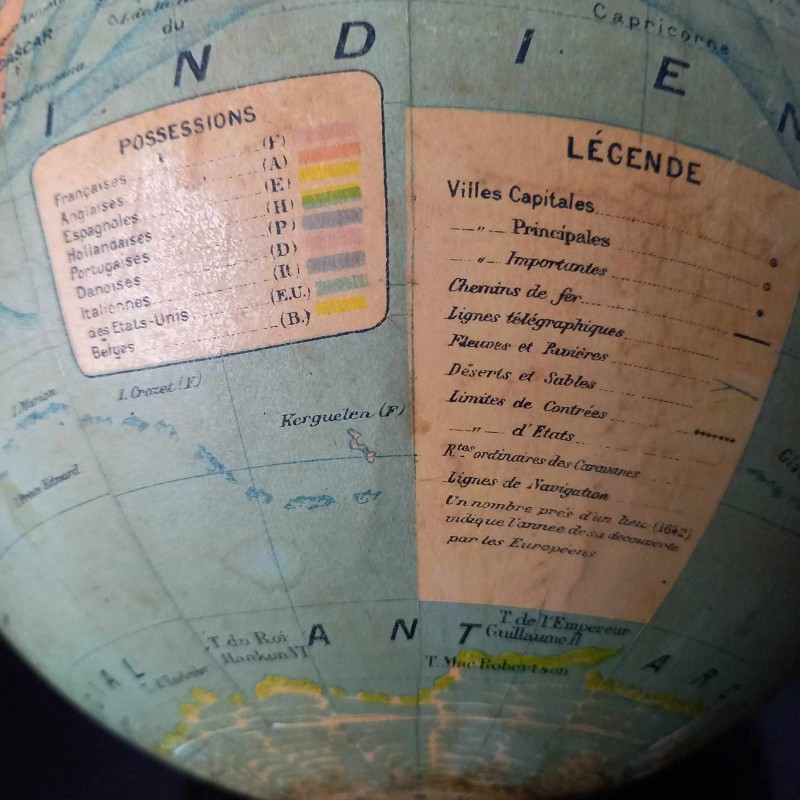 Capricorne
du
GASCAR
I N D I E N
POSSESSIONS
Françaises (F)
Anglaises (A)
Espagnoles (E)
Hollandaises (H)
Portugaises (P)
Danoises (D)
Italiennes (It.)
des Etats-Unis (E.U.)
Belges (B.)
LÉGENDE
Villes Capitales
—„— Principales
—„— Importantes
Chemins de fer
Lignes télégraphiques
Fleuves et Rivières
Déserts et Sables
Limites de Contrées
—„— d'Etats
Rtes ordinaires des Caravanes
Lignes de Navigation
Un nombre près d'un lieu (1642)
indique l'année de sa découverte
par les Européens
I. Marion
I. Crozet (F)
Kerguelen (F)
Edward
T. de l'Empereur
Guillaume II
T. du Roi
Haakon VII
T. Mac Robertson
A L A N T A R C